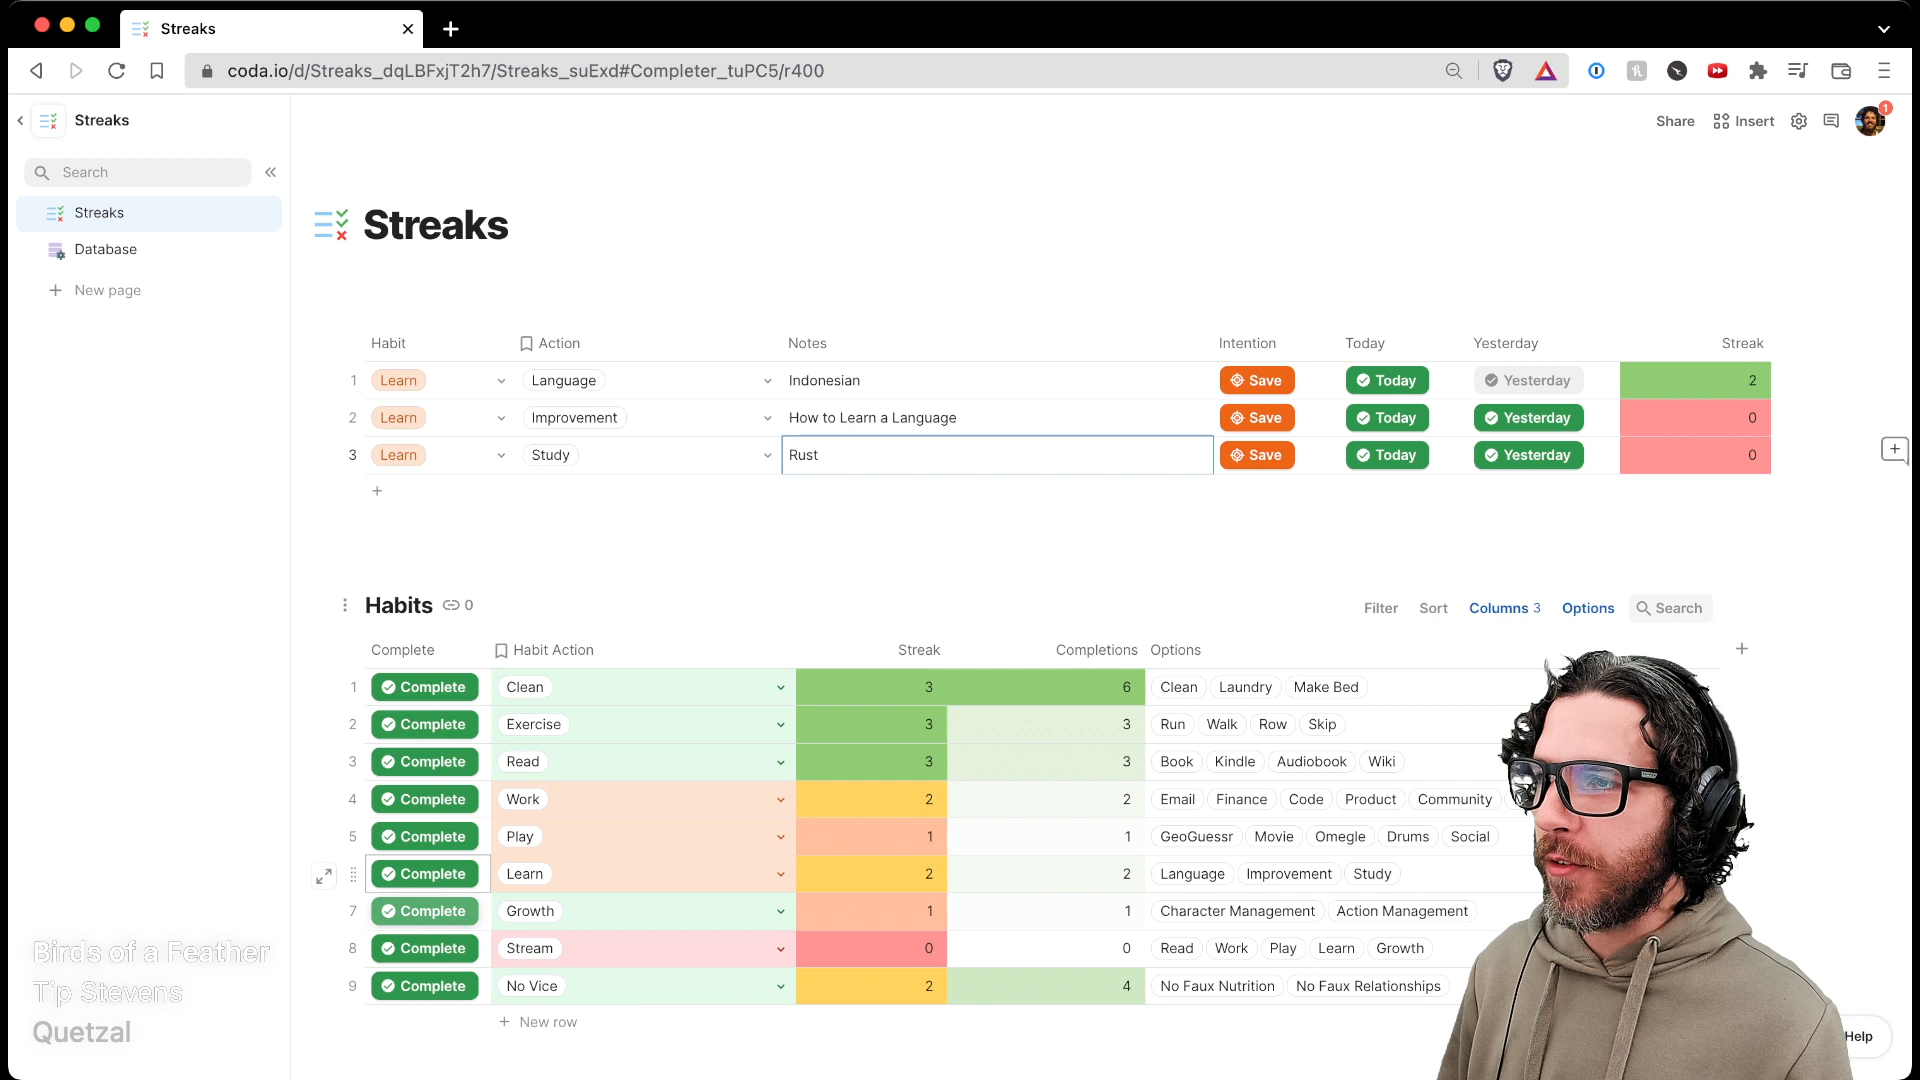 Streaks
coda.io/d/Streaks_dqLBFxjT2h7/Streaks_suExd#Completer_tuPC5/r400
Streaks
Share Insert 1
Search
Streaks
Database
New page
Streaks
Habit Action Notes Intention Today Yesterday Streak
1 Learn Language Indonesian Save Today Yesterday 2
2 Learn Improvement How to Learn a Language Save Today Yesterday 0
3 Learn Study Rust Save Today Yesterday 0
Habits 0
Filter Sort Columns 3 Options Search
Complete Habit Action Streak Completions Options
1 Complete Clean 3 6 Clean Laundry Make Bed
2 Complete Exercise 3 3 Run Walk Row Skip
3 Complete Read 3 3 Book Kindle Audiobook Wiki
4 Complete Work 2 2 Email Finance Code Product Community
5 Complete Play 1 1 GeoGuessr Movie Omegle Drums Social
Complete Learn 2 2 Language Improvement Study
7 Complete Growth 1 1 Character Management Action Management
8 Complete Stream 0 0 Read Work Play Learn Growth
9 Complete No Vice 2 4 No Faux Nutrition No Faux Relationships
New row
Birds of a Feather
Tip Stevens
Quetzal
Help